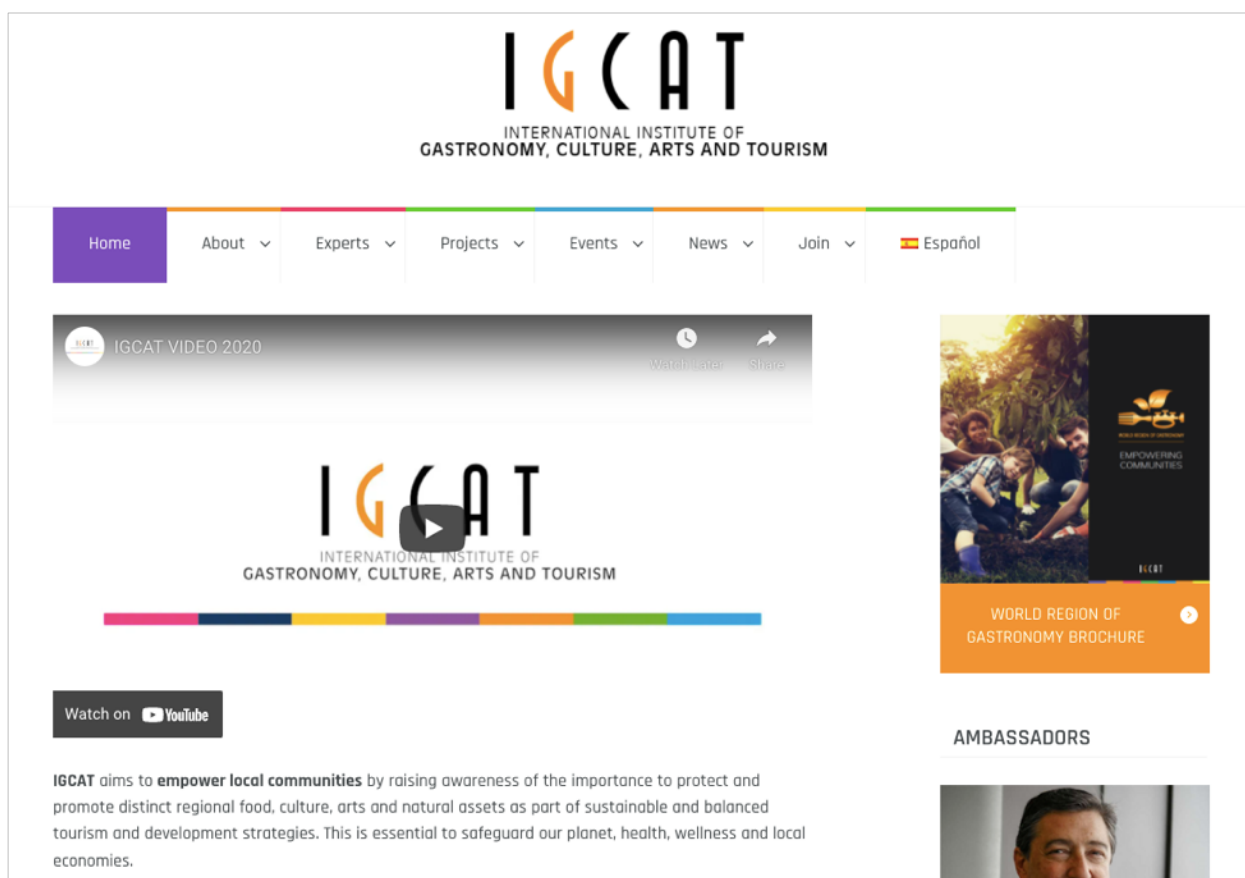 IGCAT
INTERNATIONAL INSTITUTE OF
GASTRONOMY, CULTURE, ARTS AND TOURISM
Home
About
Experts
Projects
Events
News
Join
Español
IGCAT
IGCAT VIDEO 2020
Watch Later
Share
IGCAT
INTERNATIONAL INSTITUTE OF
GASTRONOMY, CULTURE, ARTS AND TOURISM
Watch on YouTube
IGCAT aims to empower local communities by raising awareness of the importance to protect and
promote distinct regional food, culture, arts and natural assets as part of sustainable and balanced
tourism and development strategies. This is essential to safeguard our planet, health, wellness and local
economies.
WORLD REGION OF GASTRONOMY
EMPOWERING
COMMUNITIES
IGCAT
WORLD REGION OF
GASTRONOMY BROCHURE
AMBASSADORS